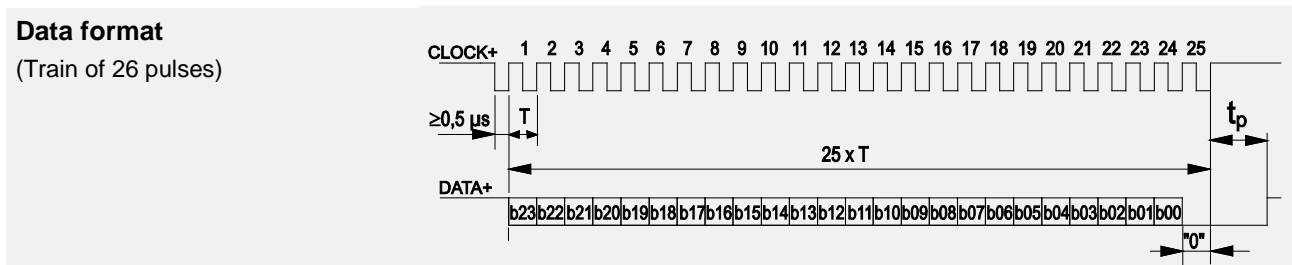 Data format
(Train of 26 pulses)
CLOCK+ 1 2 3 4 5 6 7 8 9 10 11 12 13 14 15 16 17 18 19 20 21 22 23 24 25
≥0,5 µs T tp
25 x T
DATA+
b23 b22 b21 b20 b19 b18 b17 b16 b15 b14 b13 b12 b11 b10 b09 b08 b07 b06 b05 b04 b03 b02 b01 b00
"0"